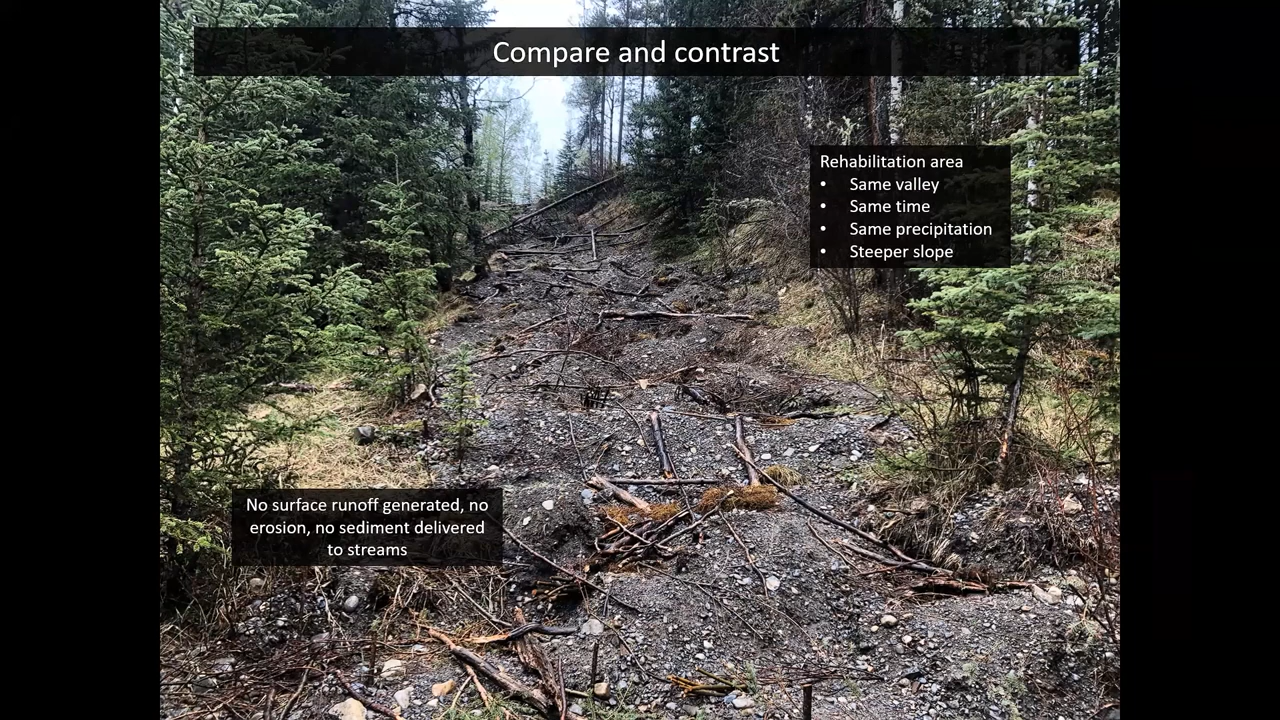 Compare and contrast
Rehabilitation area
• Same valley
• Same time
• Same precipitation
• Steeper slope
No surface runoff generated, no
erosion, no sediment delivered
to streams